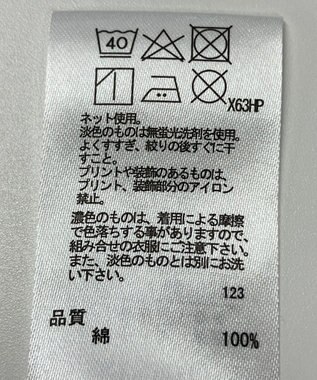 40
X63HP
ネット使用。
淡色のものは無蛍光洗剤を使用。
よくすすぎ、絞りの後すぐに干
すこと。
プリントや装飾のあるものは、
プリント、装飾部分のアイロン
禁止。
濃色のものは、着用による摩擦
で色落ちする事がありますので、
組み合せの衣服にご注意下さい。
また、淡色のものとは別にお洗
い下さい。
123
品質
綿 100%